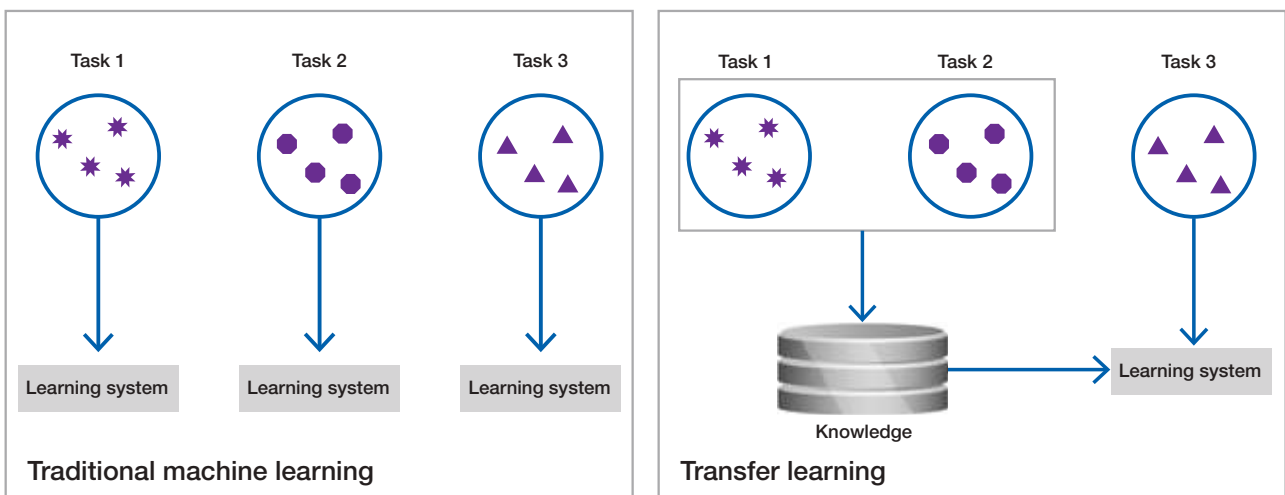 Task 1
Task 2
Task 3
Learning system
Learning system
Learning system
Traditional machine learning
Task 1
Task 2
Task 3
Learning system
Knowledge
Transfer learning